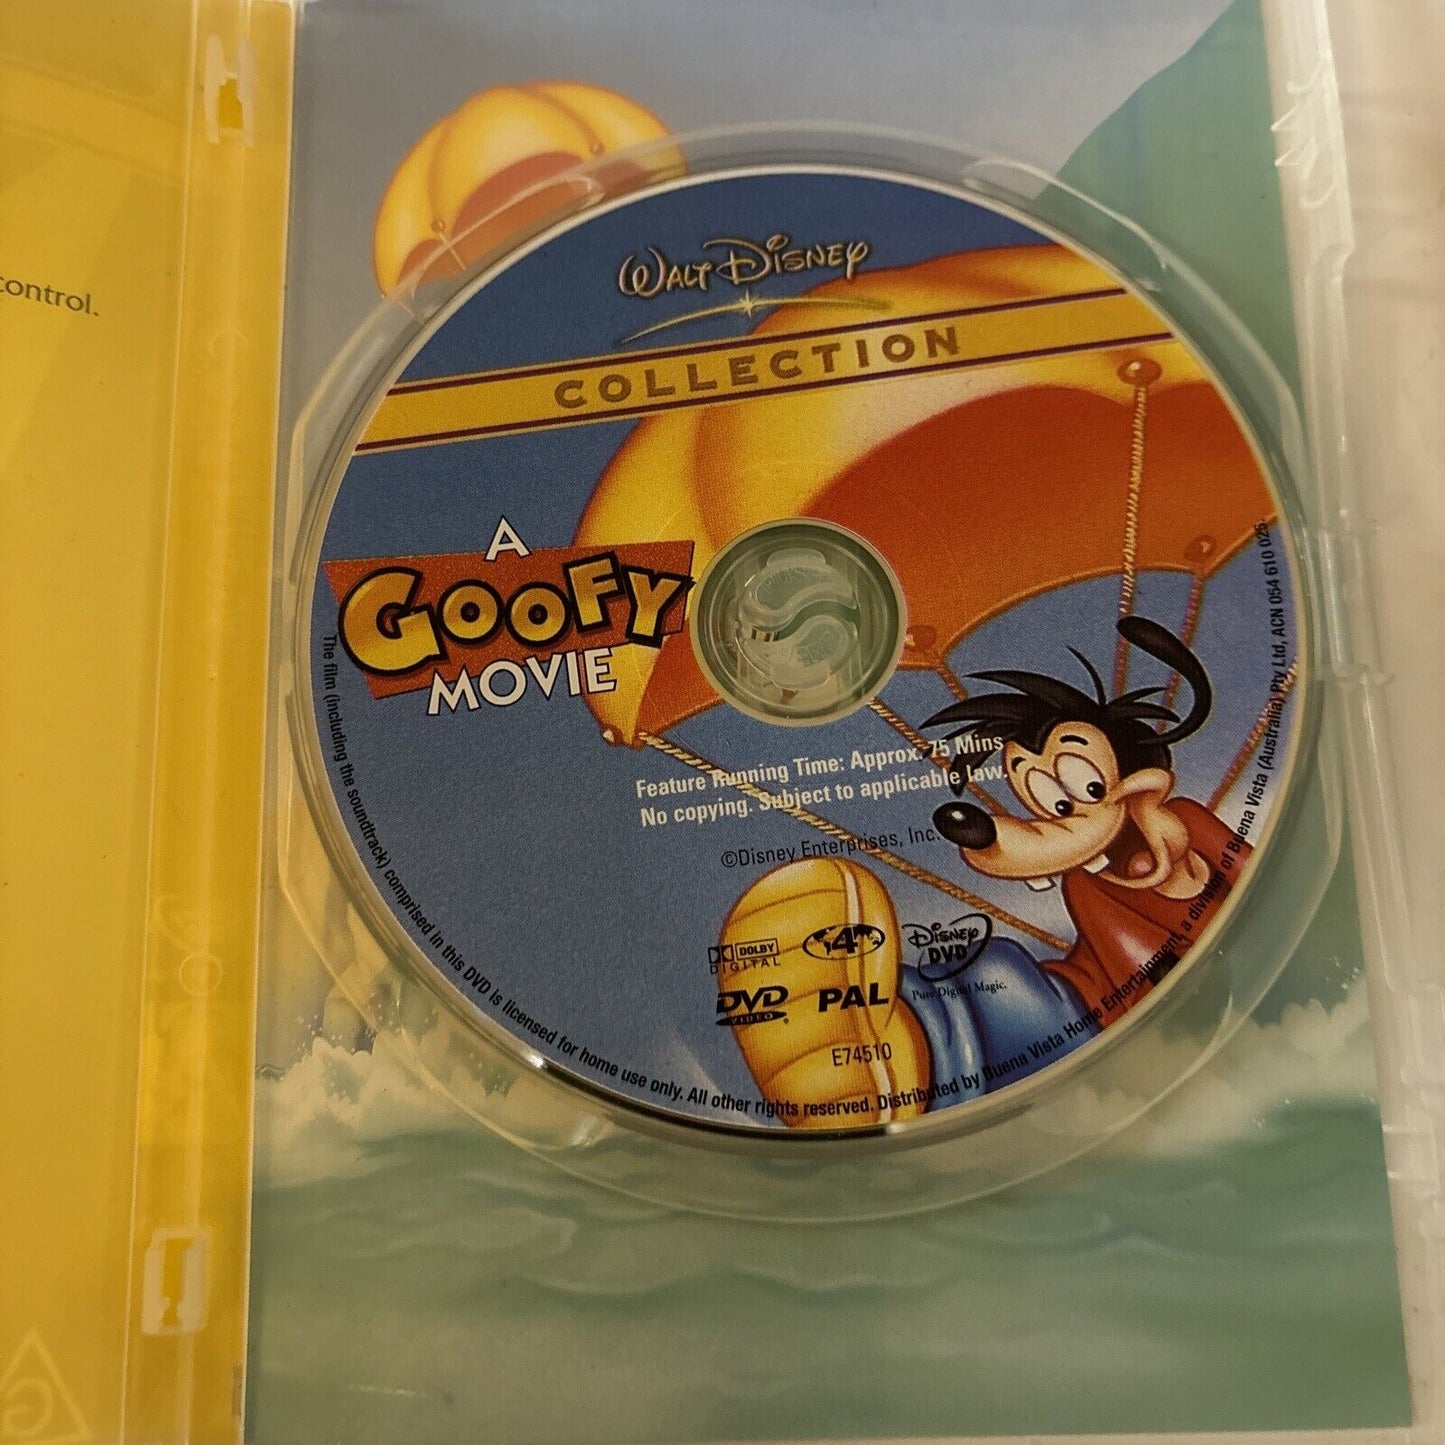 control.
WALT DISNEY
COLLECTION
A
GOOFY
MOVIE
Feature Running Time: Approx. 75 Mins
No copying. Subject to applicable law.
©Disney Enterprises, Inc.
DOLBY
DIGITAL
4
DISNEY
DVD
Pure Digital Magic.
DVD
VIDEO
PAL
E74510
The film (including the soundtrack) comprised in this DVD is licensed for home use only. All other rights reserved. Distributed by Buena Vista Home Entertainment, a division of Buena Vista (Australia) Pty Ltd, ACN 054 610 025.
G